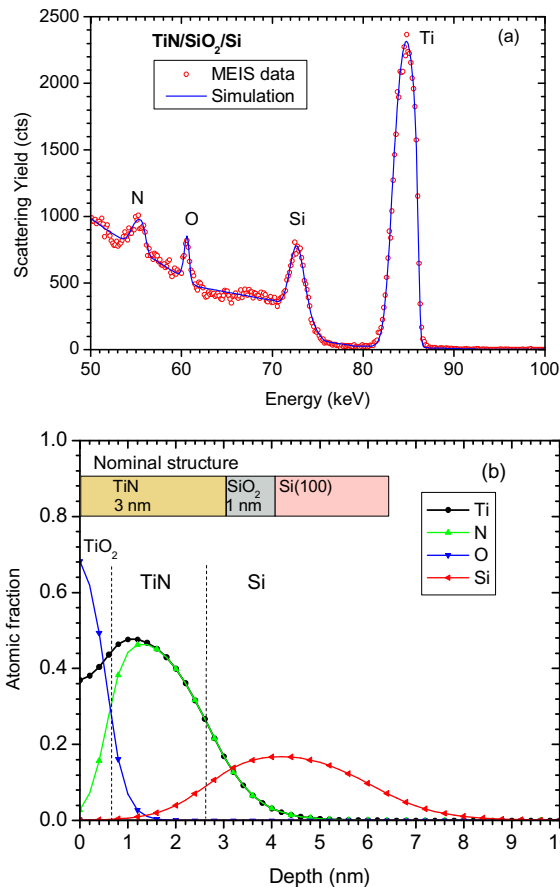 TiN/SiO₂/Si
(a)
MEIS data
Simulation
N
O
Si
Ti
Scattering Yield (cts)
2500
2000
1500
1000
500
0
50 60 70 80 90 100
Energy (keV)
(b)
Nominal structure
TiN
3 nm
SiO₂
1 nm
Si(100)
Ti
N
O
Si
TiO₂
TiN
Si
Atomic fraction
1.0
0.8
0.6
0.4
0.2
0.0
0 1 2 3 4 5 6 7 8 9 10
Depth (nm)